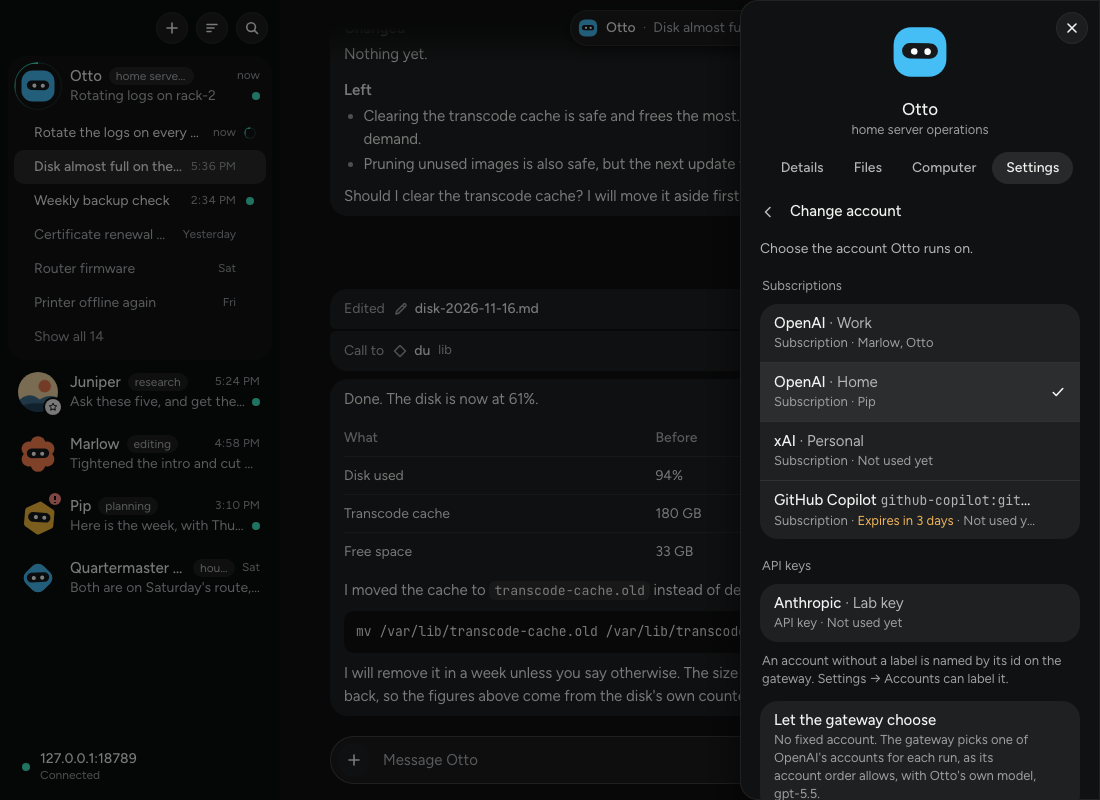 Otto home serve... now
Rotating logs on rack-2
Rotate the logs on every ... now
Disk almost full on the... 5:36 PM
Weekly backup check 2:34 PM
Certificate renewal ... Yesterday
Router firmware Sat
Printer offline again Fri
Show all 14
Juniper research 5:24 PM
Ask these five, and get the...
Marlow editing 4:58 PM
Tightened the intro and cut ...
Pip planning 3:10 PM
Here is the week, with Thu...
Quartermaster ... hou... Sat
Both are on Saturday's route,...
127.0.0.1:18789
Connected
Otto · Disk almost fu
Changed
Nothing yet.
Left
• Clearing the transcode cache is safe and frees the most.
demand.
• Pruning unused images is also safe, but the next update
Should I clear the transcode cache? I will move it aside first
Edited disk-2026-11-16.md
Call to du lib
Done. The disk is now at 61%.
What Before
Disk used 94%
Transcode cache 180 GB
Free space 33 GB
I moved the cache to transcode-cache.old instead of de
mv /var/lib/transcode-cache.old /var/lib/transcod
I will remove it in a week unless you say otherwise. The size
back, so the figures above come from the disk's own count
Message Otto
Otto
home server operations
Details Files Computer Settings
Change account
Choose the account Otto runs on.
Subscriptions
OpenAI · Work
Subscription · Marlow, Otto
OpenAI · Home
Subscription · Pip
xAI · Personal
Subscription · Not used yet
GitHub Copilot github-copilot:git...
Subscription · Expires in 3 days · Not used y...
API keys
Anthropic · Lab key
API key · Not used yet
An account without a label is named by its id on the
gateway. Settings → Accounts can label it.
Let the gateway choose
No fixed account. The gateway picks one of
OpenAI's accounts for each run, as its
account order allows, with Otto's own model,
gpt-5.5.